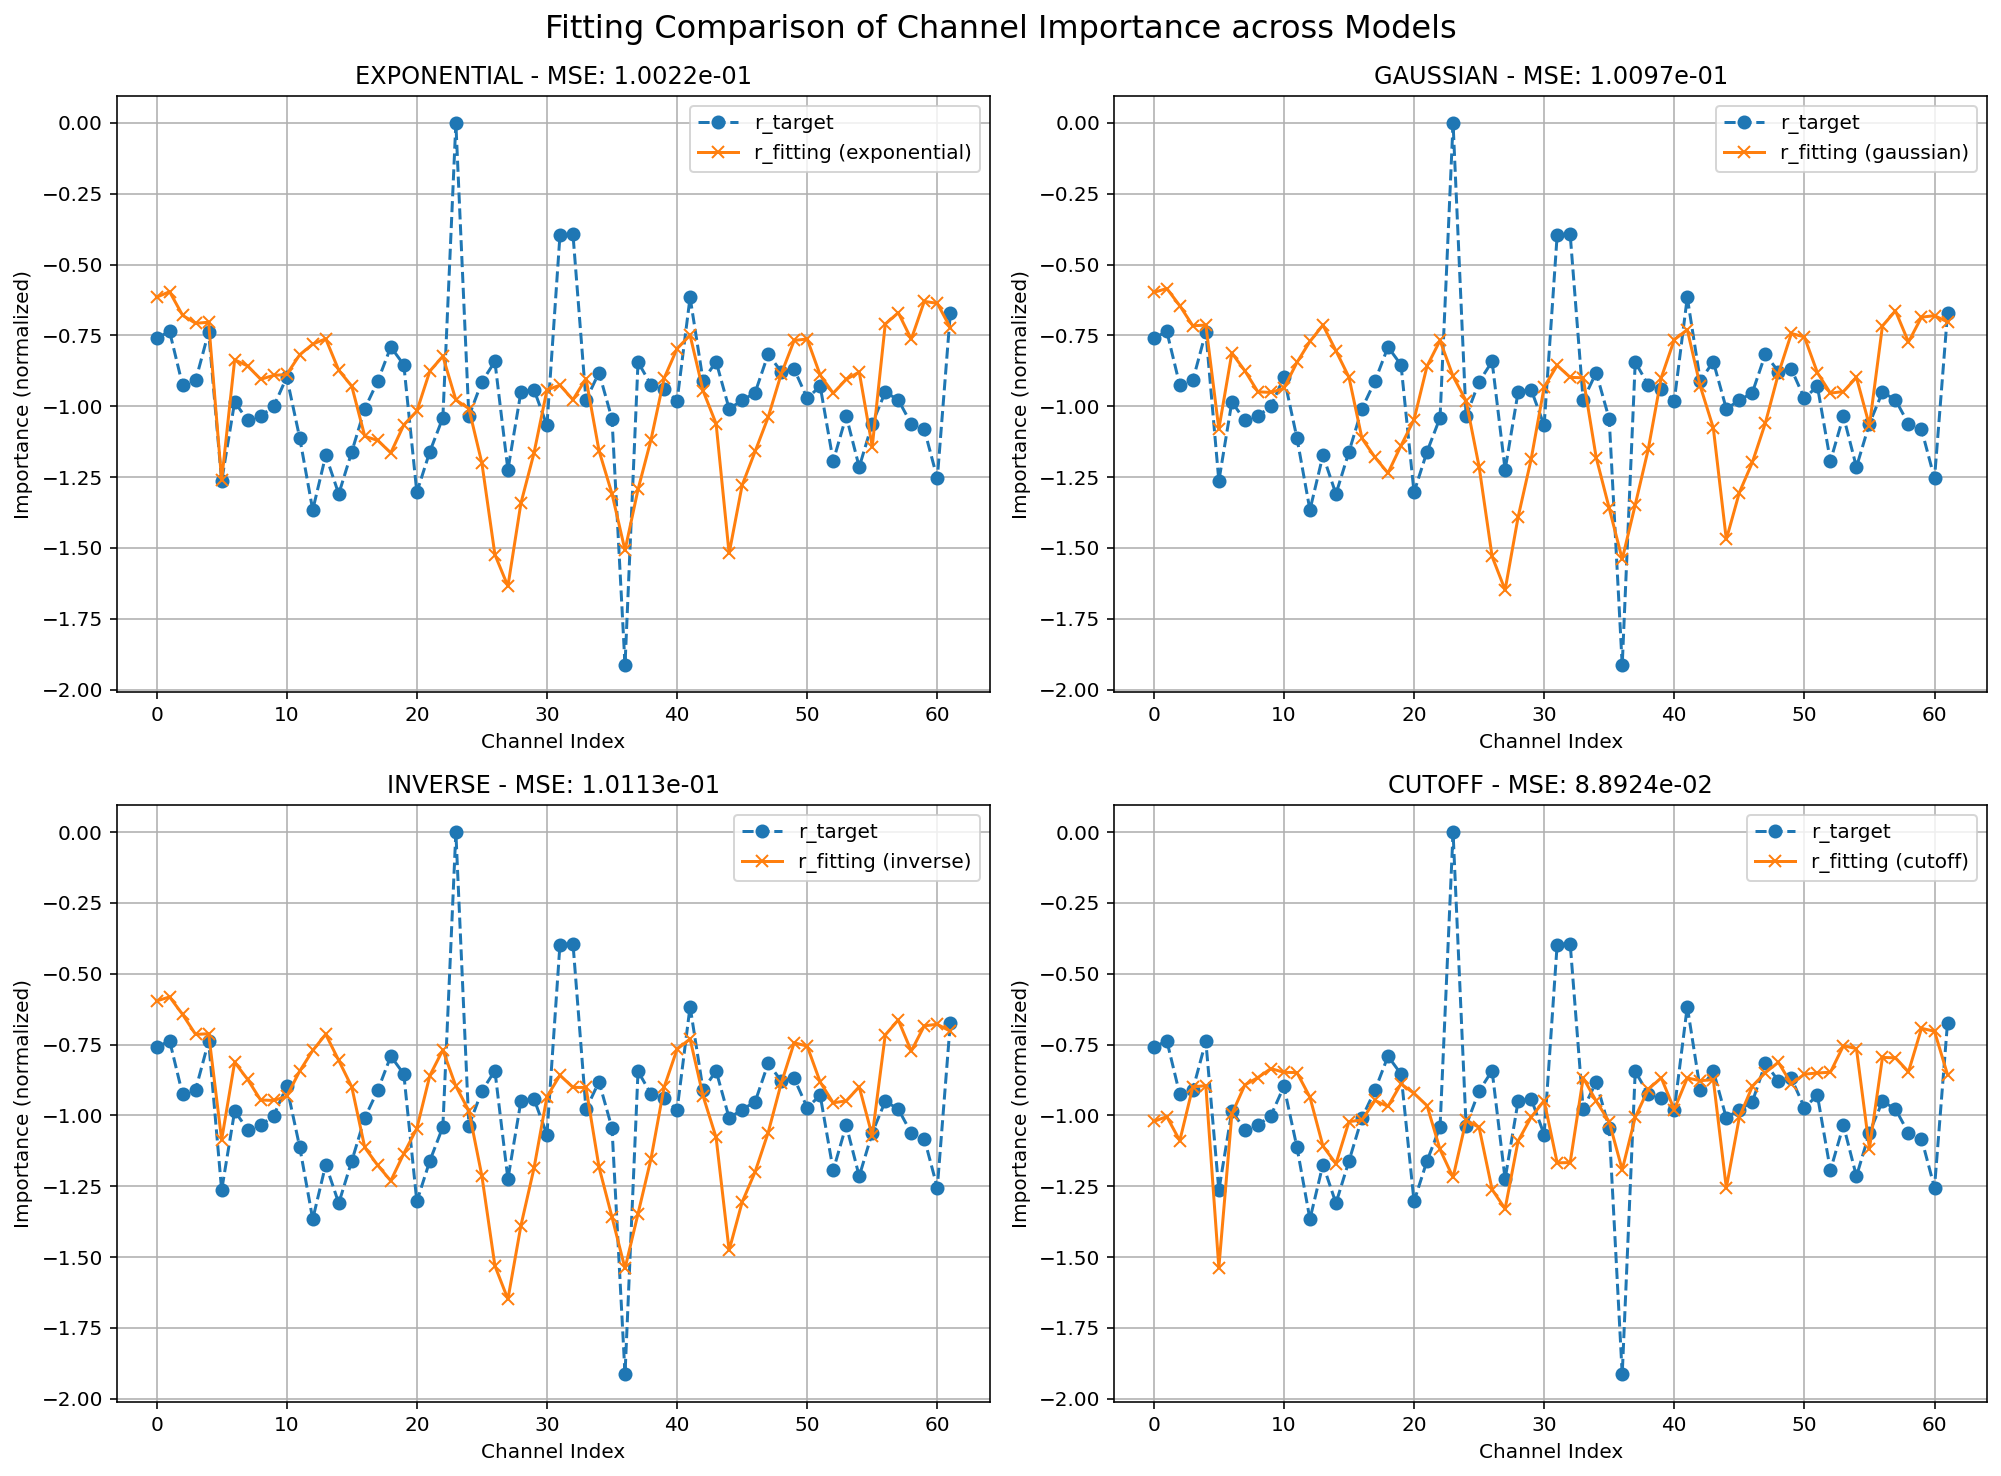 Fitting Comparison of Channel Importance across Models
EXPONENTIAL - MSE: 1.0022e-01
r_target
r_fitting (exponential)
Importance (normalized)
0.00
−0.25
−0.50
−0.75
−1.00
−1.25
−1.50
−1.75
−2.00
0 10 20 30 40 50 60
Channel Index
GAUSSIAN - MSE: 1.0097e-01
r_target
r_fitting (gaussian)
Importance (normalized)
0.00
−0.25
−0.50
−0.75
−1.00
−1.25
−1.50
−1.75
−2.00
0 10 20 30 40 50 60
Channel Index
INVERSE - MSE: 1.0113e-01
r_target
r_fitting (inverse)
Importance (normalized)
0.00
−0.25
−0.50
−0.75
−1.00
−1.25
−1.50
−1.75
−2.00
0 10 20 30 40 50 60
Channel Index
CUTOFF - MSE: 8.8924e-02
r_target
r_fitting (cutoff)
Importance (normalized)
0.00
−0.25
−0.50
−0.75
−1.00
−1.25
−1.50
−1.75
−2.00
0 10 20 30 40 50 60
Channel Index